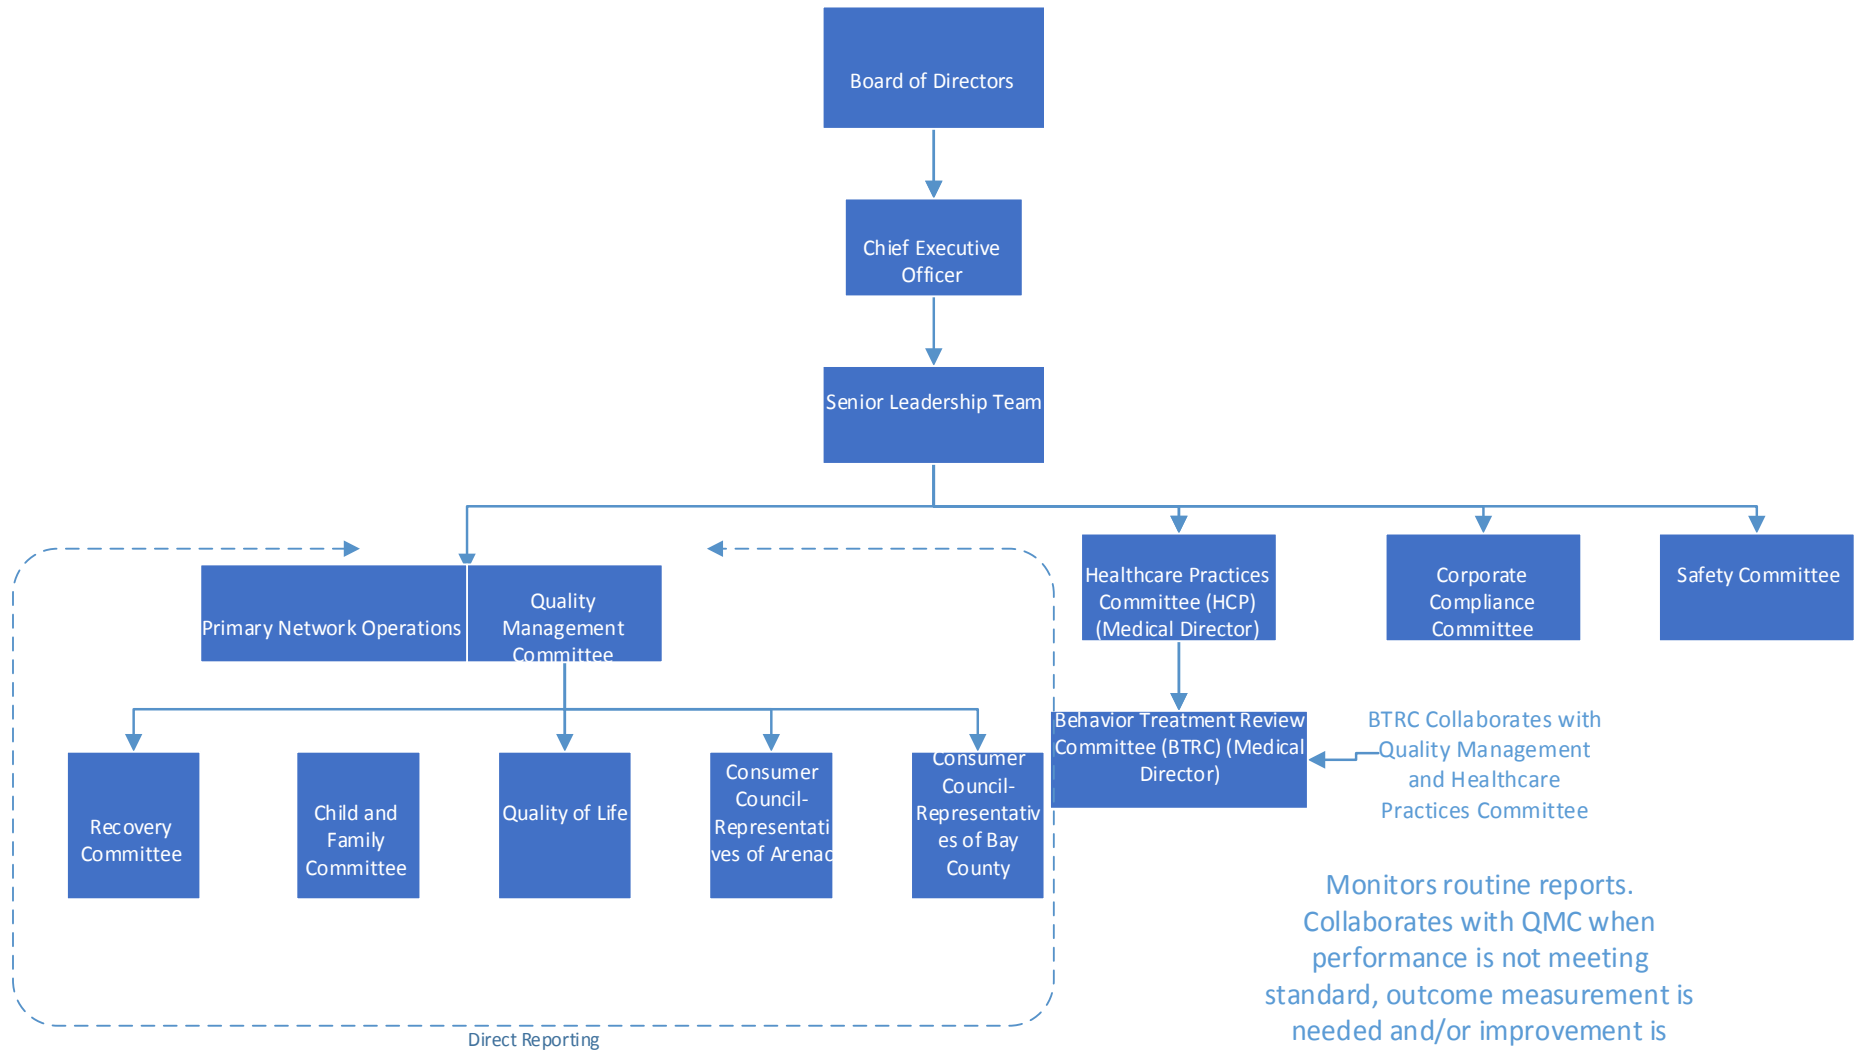 Board of Directors
Chief Executive
Officer
Senior Leadership Team
Primary Network Operations
Quality
Management
Committee
Healthcare Practices
Committee (HCP)
(Medical Director)
Corporate
Compliance
Committee
Safety Committee
Recovery
Committee
Child and
Family
Committee
Quality of Life
Consumer
Council-
Representati
ves of Arenac
Consumer
Council-
Representativ
es of Bay
County
Behavior Treatment Review
Committee (BTRC) (Medical
Director)
BTRC Collaborates with
Quality Management
and Healthcare
Practices Committee
Monitors routine reports.
Collaborates with QMC when
performance is not meeting
standard, outcome measurement is
needed and/or improvement is
Direct Reporting